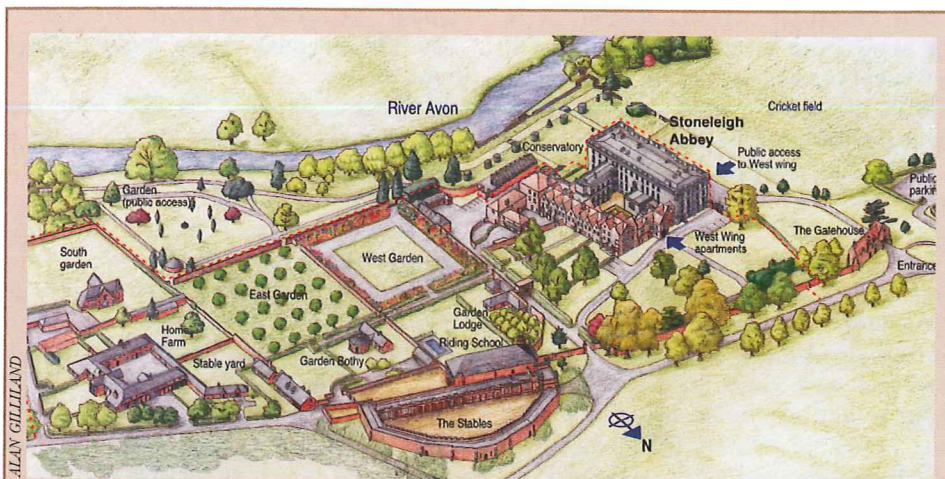 River Avon
Cricket field
Stoneleigh
Abbey
Conservatory
Public access
to West wing
Garden
(public access)
Public
parkin
South
garden
West Garden
West Wing
apartments
The Gatehouse
Entrance
East Garden
Garden
Lodge
Home
Farm
Riding School
Stable yard
Garden Bothy
The Stables
N
ALAN GILLILAND